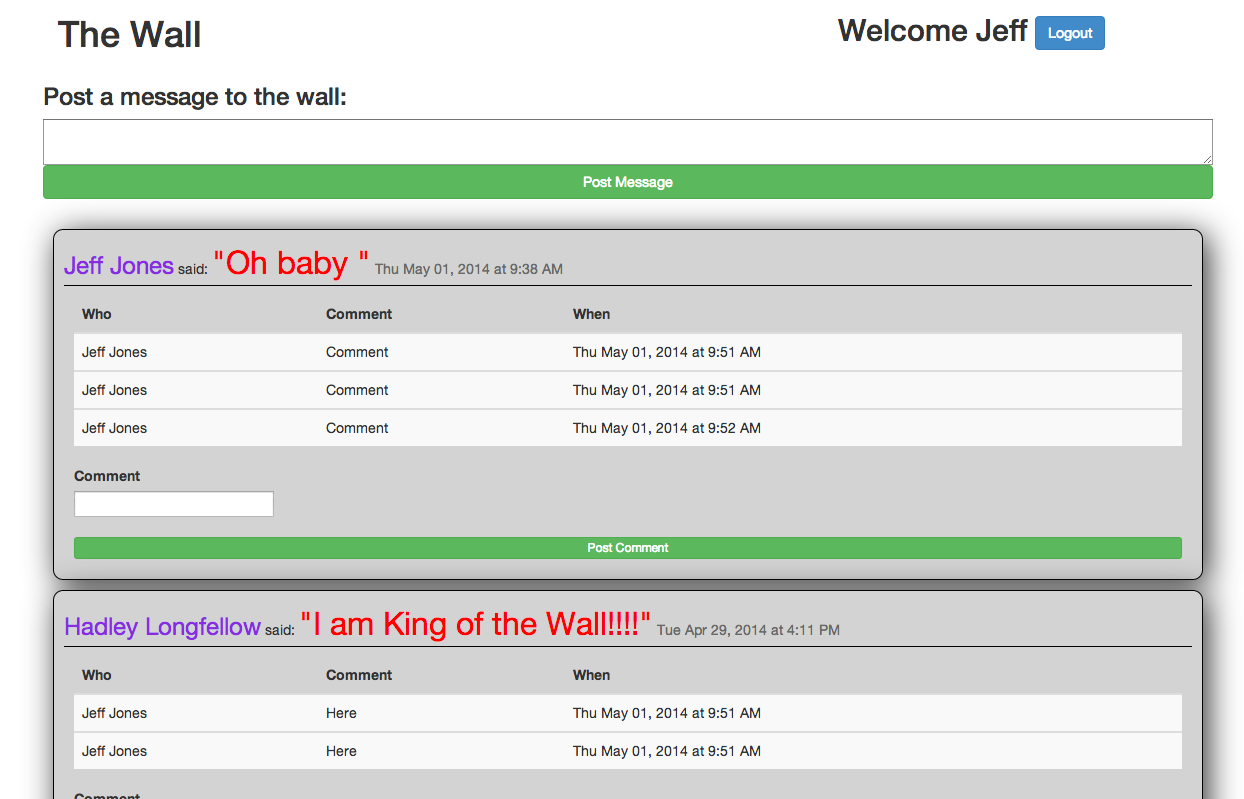 The Wall
Welcome Jeff Logout
Post a message to the wall:
Post Message
Jeff Jones said: "Oh baby " Thu May 01, 2014 at 9:38 AM
Who Comment When
Jeff Jones Comment Thu May 01, 2014 at 9:51 AM
Jeff Jones Comment Thu May 01, 2014 at 9:51 AM
Jeff Jones Comment Thu May 01, 2014 at 9:52 AM
Comment
Post Comment
Hadley Longfellow said: "I am King of the Wall!!!!" Tue Apr 29, 2014 at 4:11 PM
Who Comment When
Jeff Jones Here Thu May 01, 2014 at 9:51 AM
Jeff Jones Here Thu May 01, 2014 at 9:51 AM
Comment